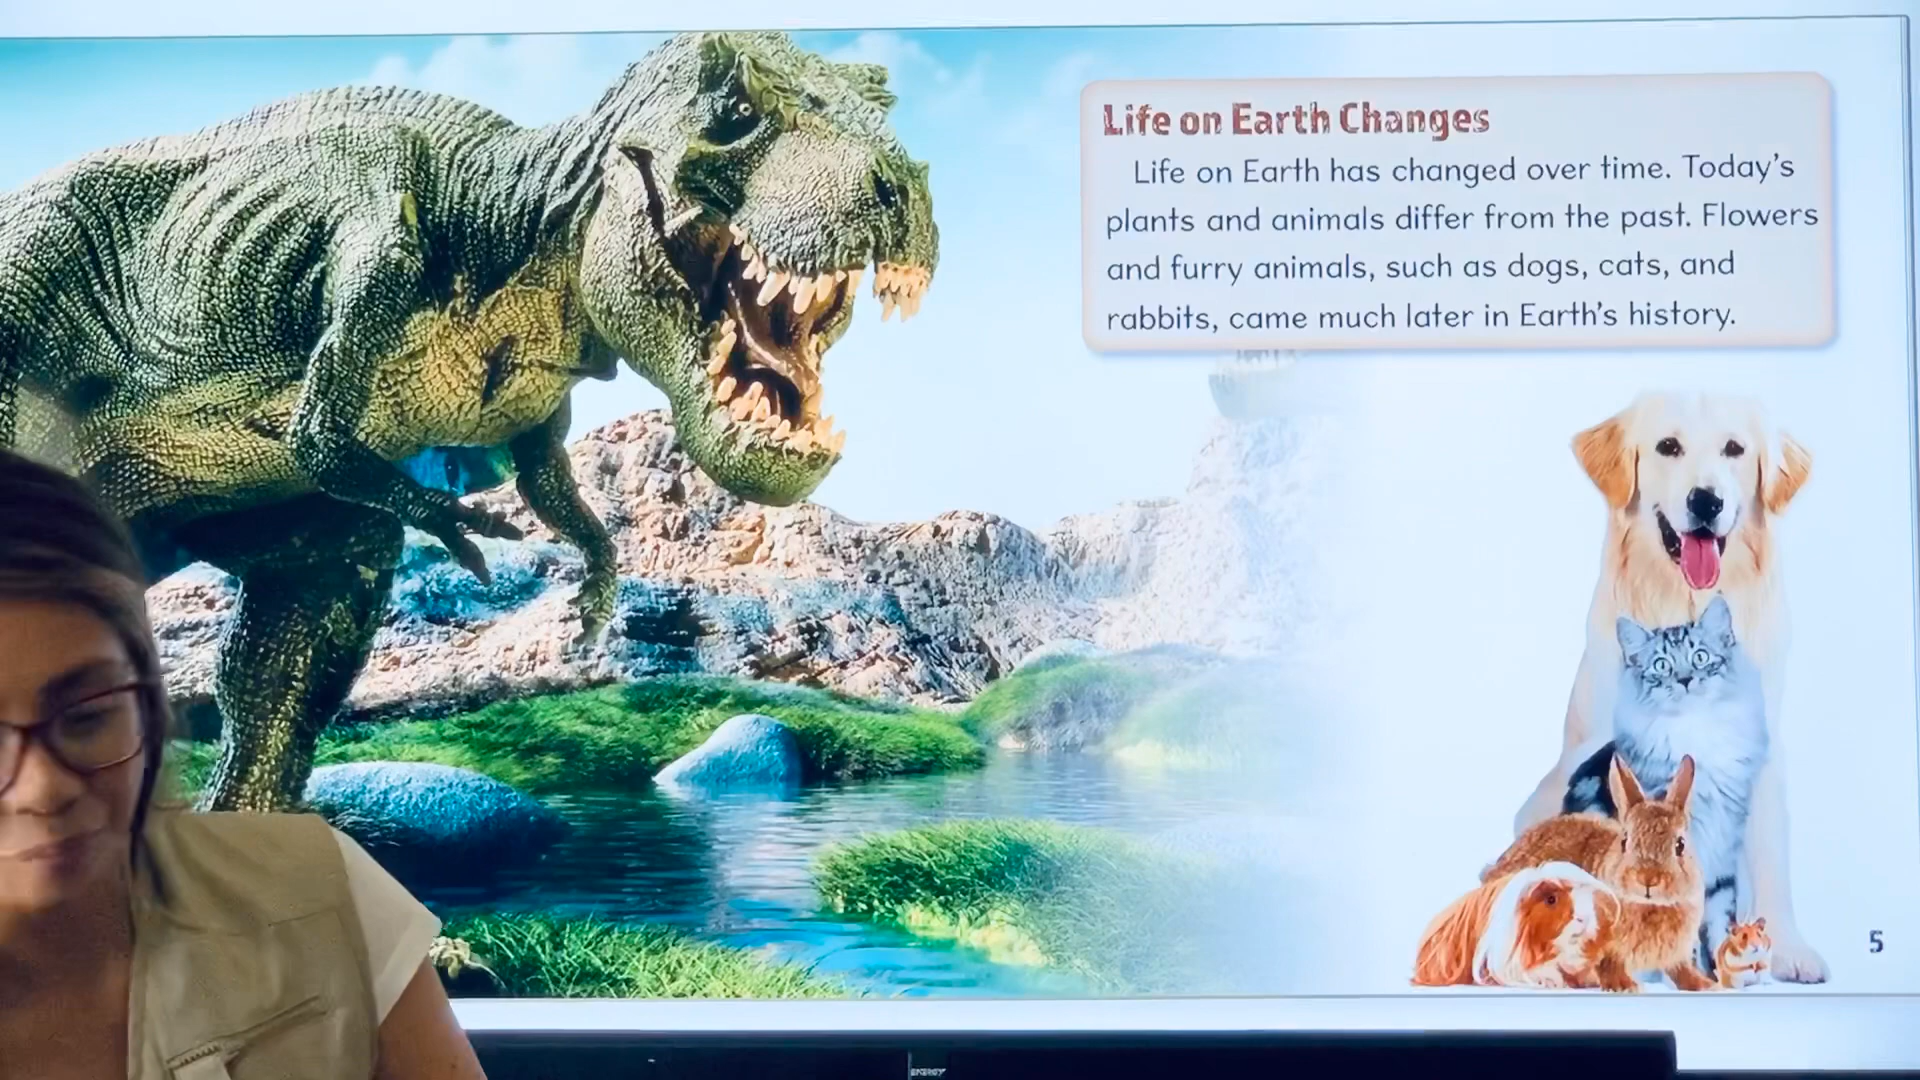 Life on Earth Changes
Life on Earth has changed over time. Today's
plants and animals differ from the past. Flowers
and furry animals, such as dogs, cats, and
rabbits, came much later in Earth's history.
5
ENERGY